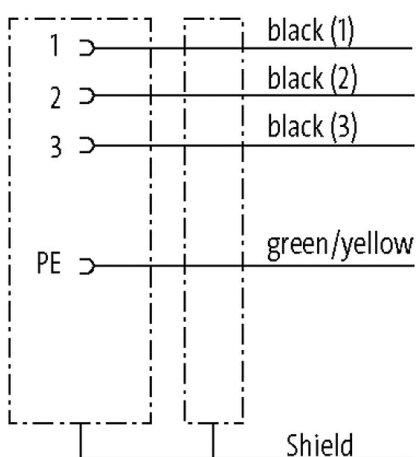 1 black (1)
2 black (2)
3 black (3)
PE green/yellow
Shield